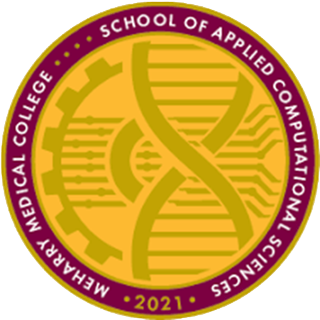 MEHARRY MEDICAL COLLEGE •••• SCHOOL OF APPLIED COMPUTATIONAL SCIENCES
• 2021 •